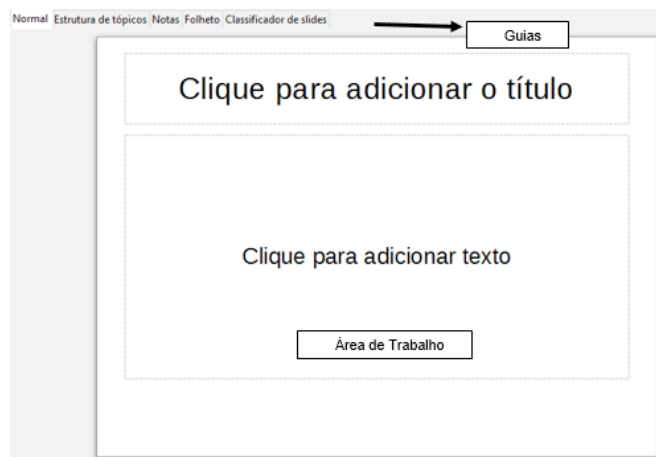 Normal Estrutura de tópicos Notas Folheto Classificador de slides
Guias
Clique para adicionar o título
Clique para adicionar texto
Área de Trabalho